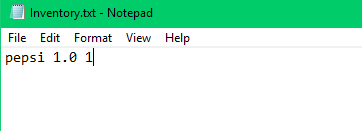 Inventory.txt - Notepad
File Edit Format View Help
pepsi 1.0 1